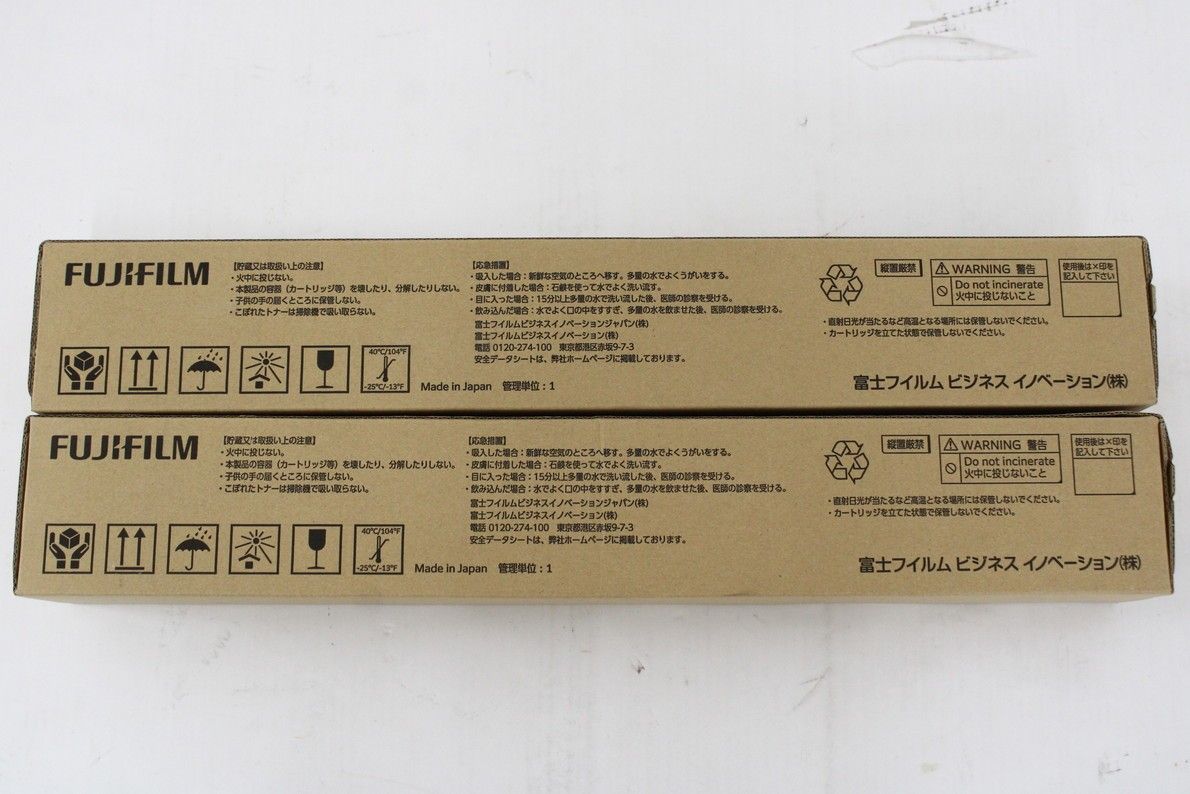 FUJIFILM
【貯蔵又は取扱い上の注意】
・火中に投じない。
・本製品の容器（カートリッジ等）を壊したり、分解したりしない。
・子供の手の届くところに保管しない。
・こぼれたトナーは掃除機で吸い取らない。
【応急措置】
・吸入した場合：新鮮な空気のところへ移す。多量の水でよくうがいをする。
・皮膚に付着した場合：石鹸を使って水でよく洗い流す。
・目に入った場合：15分以上多量の水で洗い流した後、医師の診察を受ける。
・飲み込んだ場合：水でよく口の中をすすぎ、多量の水を飲ませた後、医師の診察を受ける。
富士フイルムビジネスイノベーションジャパン(株)
富士フイルムビジネスイノベーション(株)
電話 0120-274-100 東京都港区赤坂9-7-3
安全データシートは、弊社ホームページに掲載しております。
縦置厳禁
WARNING 警告
Do not incinerate
火中に投じないこと
使用後は×印を
記入して下さい
・直射日光が当たるなど高温となる場所には保管しないでください。
・カートリッジを立てた状態で保管しないでください。
40℃/104℉
-25℃/-13℉
Made in Japan 管理単位：1
富士フイルム ビジネス イノベーション(株)
FUJIFILM
【貯蔵又は取扱い上の注意】
・火中に投じない。
・本製品の容器（カートリッジ等）を壊したり、分解したりしない。
・子供の手の届くところに保管しない。
・こぼれたトナーは掃除機で吸い取らない。
【応急措置】
・吸入した場合：新鮮な空気のところへ移す。多量の水でよくうがいをする。
・皮膚に付着した場合：石鹸を使って水でよく洗い流す。
・目に入った場合：15分以上多量の水で洗い流した後、医師の診察を受ける。
・飲み込んだ場合：水でよく口の中をすすぎ、多量の水を飲ませた後、医師の診察を受ける。
富士フイルムビジネスイノベーションジャパン(株)
富士フイルムビジネスイノベーション(株)
電話 0120-274-100 東京都港区赤坂9-7-3
安全データシートは、弊社ホームページに掲載しております。
縦置厳禁
WARNING 警告
Do not incinerate
火中に投じないこと
使用後は×印を
記入して下さい
・直射日光が当たるなど高温となる場所には保管しないでください。
・カートリッジを立てた状態で保管しないでください。
40℃/104℉
-25℃/-13℉
Made in Japan 管理単位：1
富士フイルム ビジネス イノベーション(株)